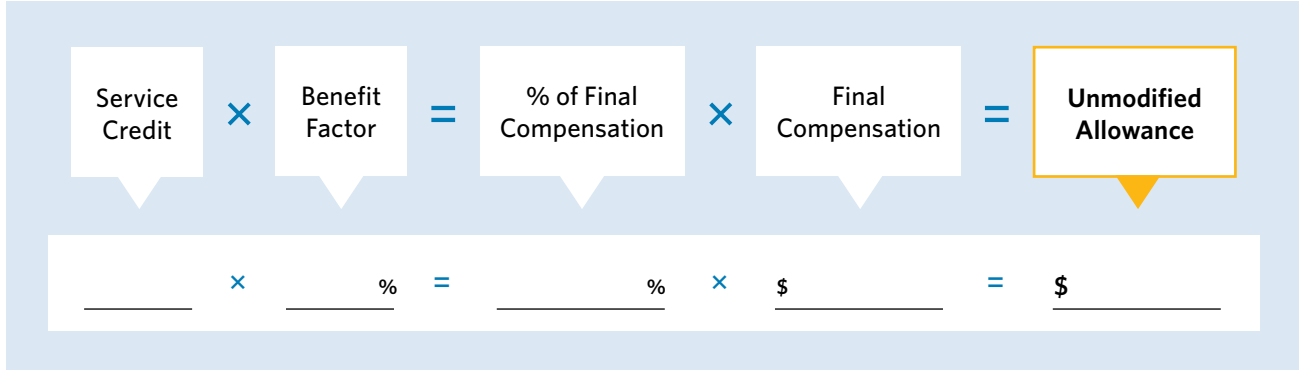 Service
Credit
×
Benefit
Factor
=
% of Final
Compensation
×
Final
Compensation
=
Unmodified
Allowance
× % = % × $ = $